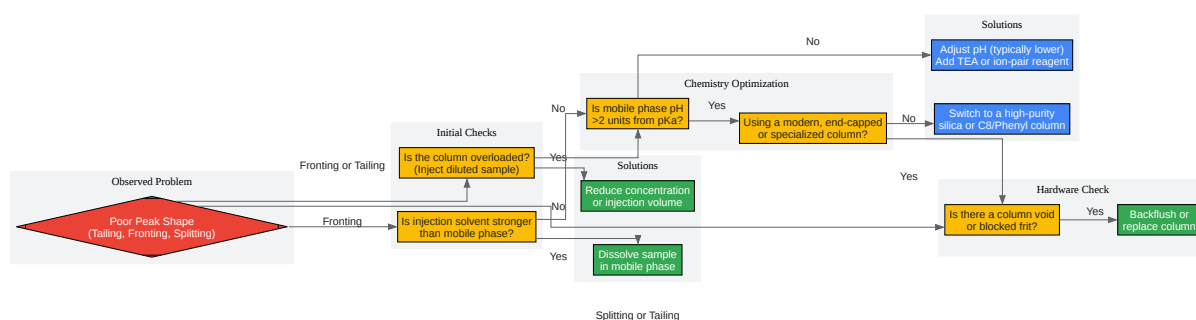 Solutions
No
Adjust pH (typically lower)
Add TEA or ion-pair reagent
Chemistry Optimization
No
Is mobile phase pH
>2 units from pKa?
Yes
Using a modern, end-capped
or specialized column?
No
Switch to a high-purity
silica or C8/Phenyl column
Initial Checks
Fronting or Tailing
Is the column overloaded?
(Inject diluted sample)
Yes
Solutions
Reduce concentration
or injection volume
Yes
Observed Problem
Poor Peak Shape
(Tailing, Fronting, Splitting)
Fronting
Is injection solvent stronger
than mobile phase?
No
Yes
Dissolve sample
in mobile phase
Hardware Check
Is there a column void
or blocked frit?
Yes
Backflush or
replace column
Splitting or Tailing